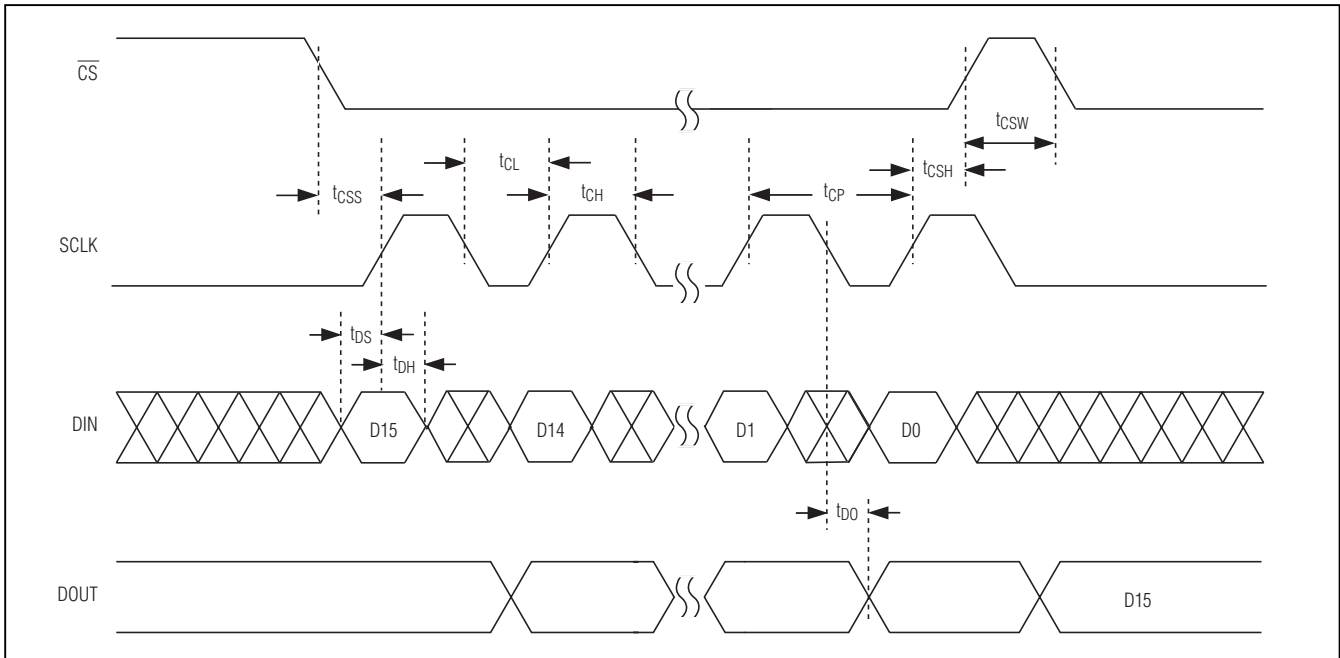 CS
tCSW
tCL
tCSH
tCSS
tCH
tCP
SCLK
tDS
tDH
DIN
D15
D14
D1
D0
tDO
DOUT
D15